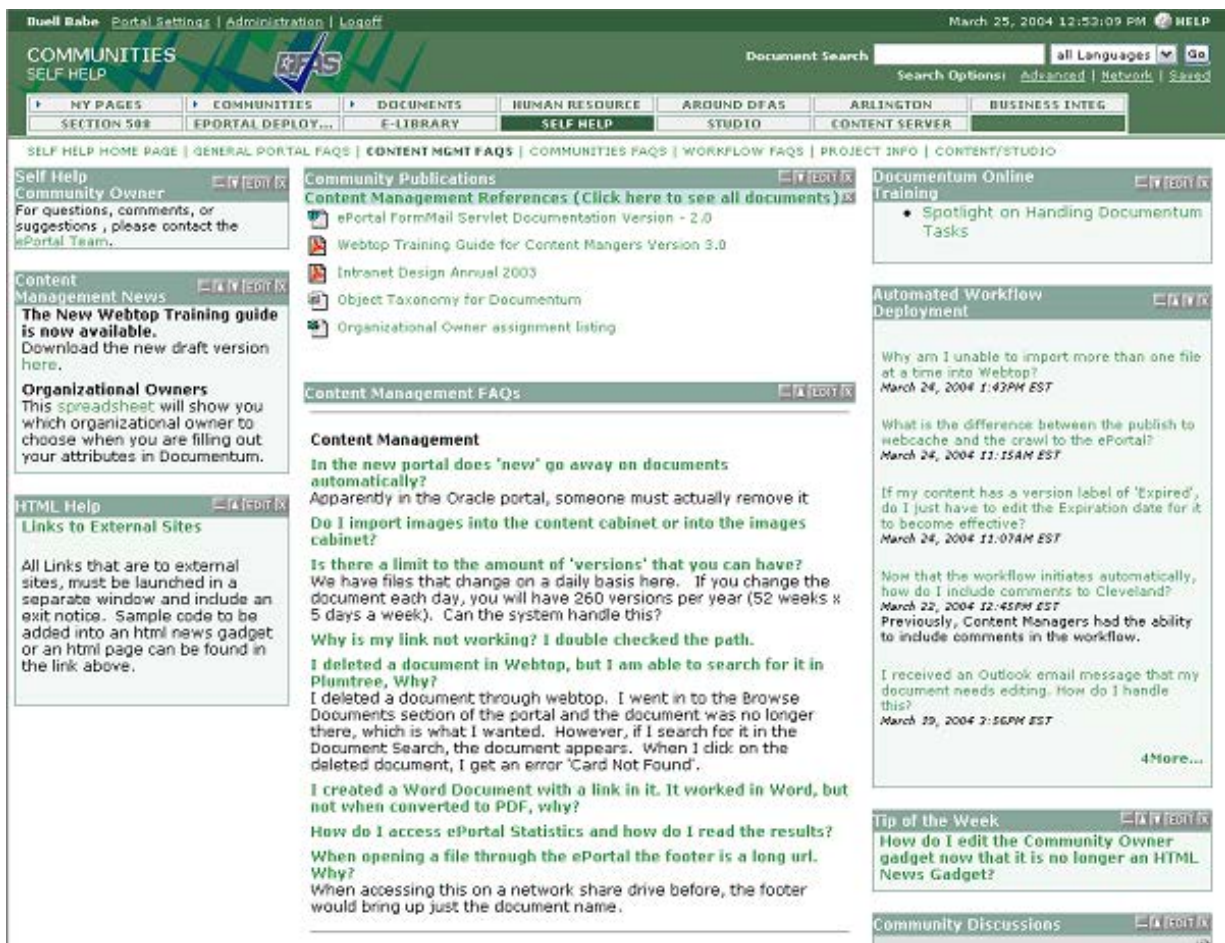 Buell Babe Portal Settings | Administration | Logoff
March 25, 2004 12:53:09 PM HELP
COMMUNITIES
SELF HELP
DFAS
Document Search all Languages Go
Search Options: Advanced | Network | Saved
MY PAGES COMMUNITIES DOCUMENTS HUMAN RESOURCE AROUND DFAS ARLINGTON BUSINESS INTEG
SECTION 508 EPORTAL DEPLOY... E-LIBRARY SELF HELP STUDIO CONTENT SERVER
SELF HELP HOME PAGE | GENERAL PORTAL FAQS | CONTENT MGMT FAQS | COMMUNITIES FAQS | WORKFLOW FAQS | PROJECT INFO | CONTENT/STUDIO
Self Help
Community Owner
EDIT
For questions, comments, or
suggestions , please contact the
ePortal Team.
Content
Management News
EDIT
The New Webtop Training guide
is now available.
Download the new draft version
here.
Organizational Owners
This spreadsheet will show you
which organizational owner to
choose when you are filling out
your attributes in Documentum.
HTML Help
EDIT
Links to External Sites
All Links that are to external
sites, must be launched in a
separate window and include an
exit notice. Sample code to be
added into an html news gadget
or an html page can be found in
the link above.
Community Publications
EDIT
Content Management References (Click here to see all documents)
ePortal FormMail Servlet Documentation Version - 2.0
Webtop Training Guide for Content Mangers Version 3.0
Intranet Design Annual 2003
Object Taxonomy for Documentum
Organizational Owner assignment listing
Content Management FAQs
EDIT
Content Management
In the new portal does 'new' go away on documents
automatically?
Apparently in the Oracle portal, someone must actually remove it
Do I import images into the content cabinet or into the images
cabinet?
Is there a limit to the amount of 'versions' that you can have?
We have files that change on a daily basis here. If you change the
document each day, you will have 260 versions per year (52 weeks x
5 days a week). Can the system handle this?
Why is my link not working? I double checked the path.
I deleted a document in Webtop, but I am able to search for it in
Plumtree, Why?
I deleted a document through webtop. I went in to the Browse
Documents section of the portal and the document was no longer
there, which is what I wanted. However, if I search for it in the
Document Search, the document appears. When I click on the
deleted document, I get an error 'Card Not Found'.
I created a Word Document with a link in it. It worked in Word, but
not when converted to PDF, why?
How do I access ePortal Statistics and how do I read the results?
When opening a file through the ePortal the footer is a long url.
Why?
When accessing this on a network share drive before, the footer
would bring up just the document name.
Documentum Online
Training
EDIT
Spotlight on Handling Documentum
Tasks
Automated Workflow
Deployment
Why am I unable to import more than one file
at a time into Webtop?
March 24, 2004 1:43PM EST
What is the difference between the publish to
webcache and the crawl to the ePortal?
March 24, 2004 11:15AM EST
If my content has a version label of 'Expired',
do I just have to edit the Expiration date for it
to become effective?
March 24, 2004 11:07AM EST
Now that the workflow initiates automatically,
how do I include comments to Cleveland?
March 22, 2004 12:45PM EST
Previously, Content Managers had the ability
to include comments in the workflow.
I received an Outlook email message that my
document needs editing. How do I handle
this?
March 19, 2004 3:56PM EST
4More...
Tip of the Week
EDIT
How do I edit the Community Owner
gadget now that it is no longer an HTML
News Gadget?
Community Discussions
EDIT